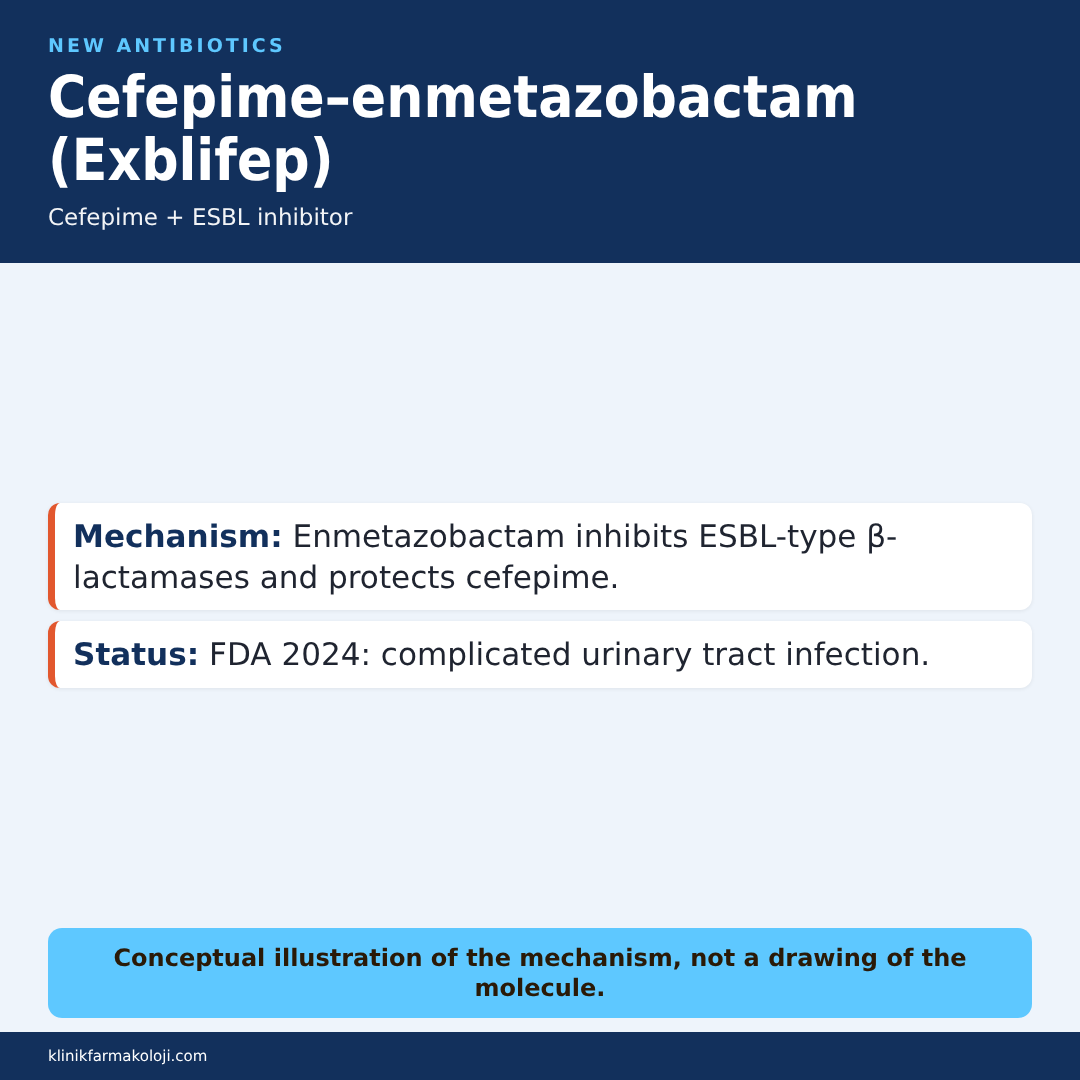 NEW ANTIBIOTICS
Cefepime–enmetazobactam
(Exblifep)
Cefepime + ESBL inhibitor
Mechanism: Enmetazobactam inhibits ESBL-type β-
lactamases and protects cefepime.
Status: FDA 2024: complicated urinary tract infection.
Conceptual illustration of the mechanism, not a drawing of the
molecule.
klinikfarmakoloji.com